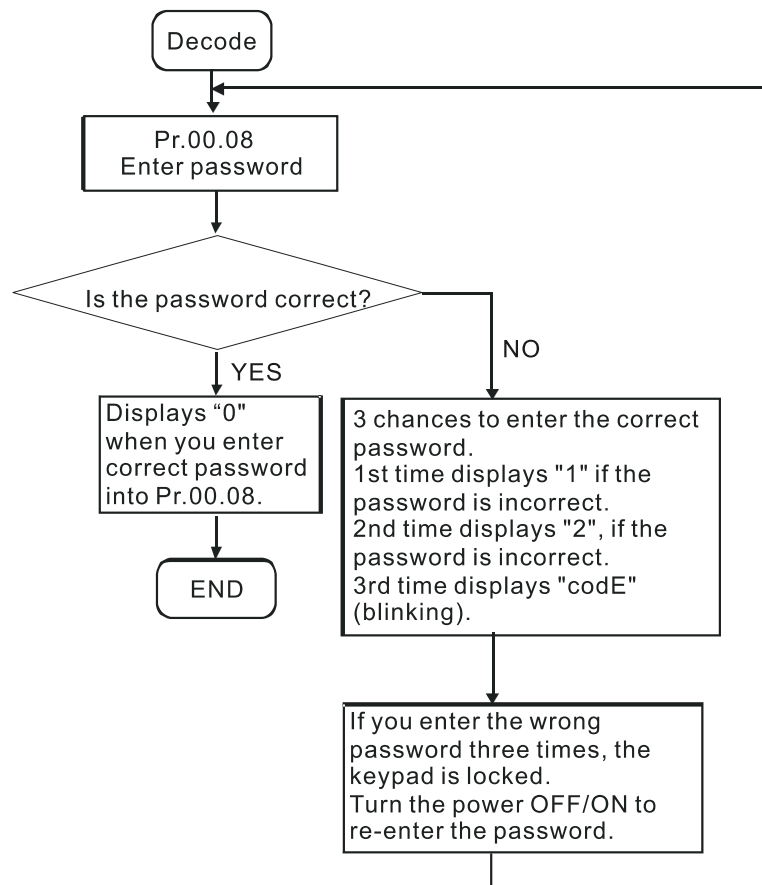 Decode
Pr.00.08
Enter password
Is the password correct?
YES
NO
Displays “0"
when you enter
correct password
into Pr.00.08.
END
3 chances to enter the correct
password.
1st time displays "1" if the
password is incorrect.
2nd time displays "2", if the
password is incorrect.
3rd time displays "codE"
(blinking).
If you enter the wrong
password three times, the
keypad is locked.
Turn the power OFF/ON to
re-enter the password.